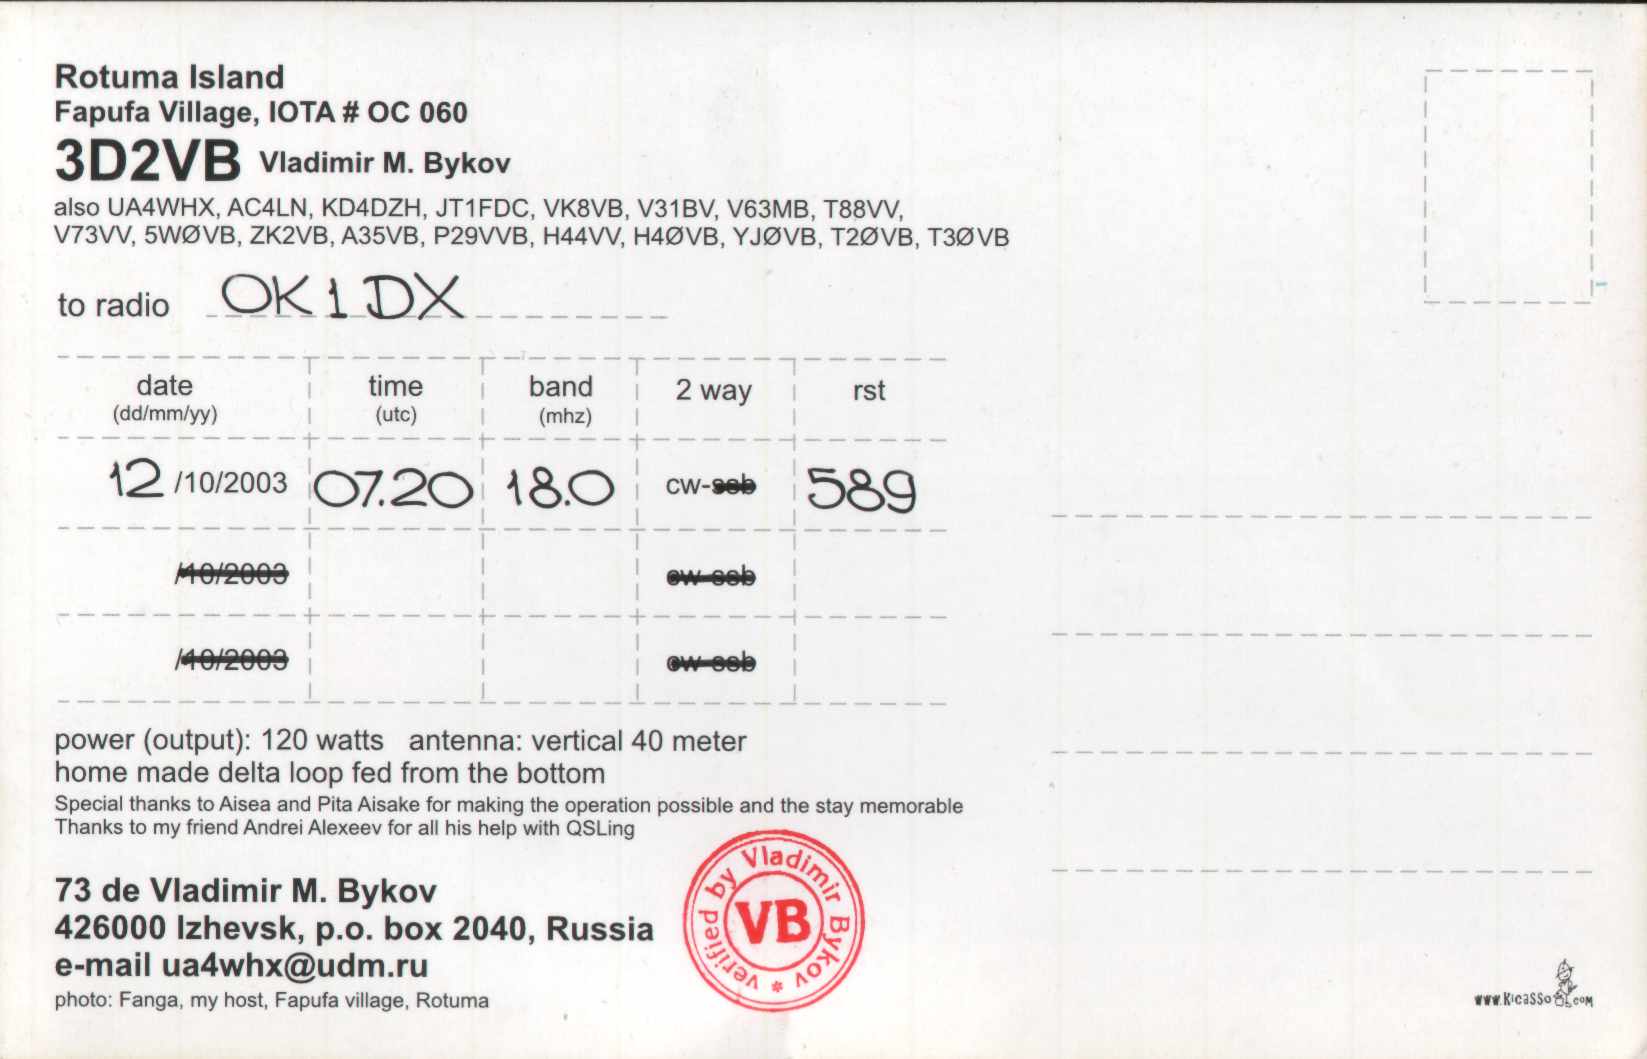 Rotuma Island
Fapufa Village, IOTA # OC 060
3D2VB Vladimir M. Bykov
also UA4WHX, AC4LN, KD4DZH, JT1FDC, VK8VB, V31BV, V63MB, T88VV,
V73VV, 5WØVB, ZK2VB, A35VB, P29VVB, H44VV, H4ØVB, YJØVB, T2ØVB, T3ØVB
to radio OK1DX
date time band 2 way rst
(dd/mm/yy) (utc) (mhz)
12 /10/2003 07.20 18.0 cw-ssb 589
/10/2003 cw-ssb
/10/2003 cw-ssb
power (output): 120 watts antenna: vertical 40 meter
home made delta loop fed from the bottom
Special thanks to Aisea and Pita Aisake for making the operation possible and the stay memorable
Thanks to my friend Andrei Alexeev for all his help with QSLing
73 de Vladimir M. Bykov
426000 Izhevsk, p.o. box 2040, Russia
e-mail ua4whx@udm.ru
photo: Fanga, my host, Fapufa village, Rotuma
verified by Vladimir Bykov *
VB
www.Kicasso.com